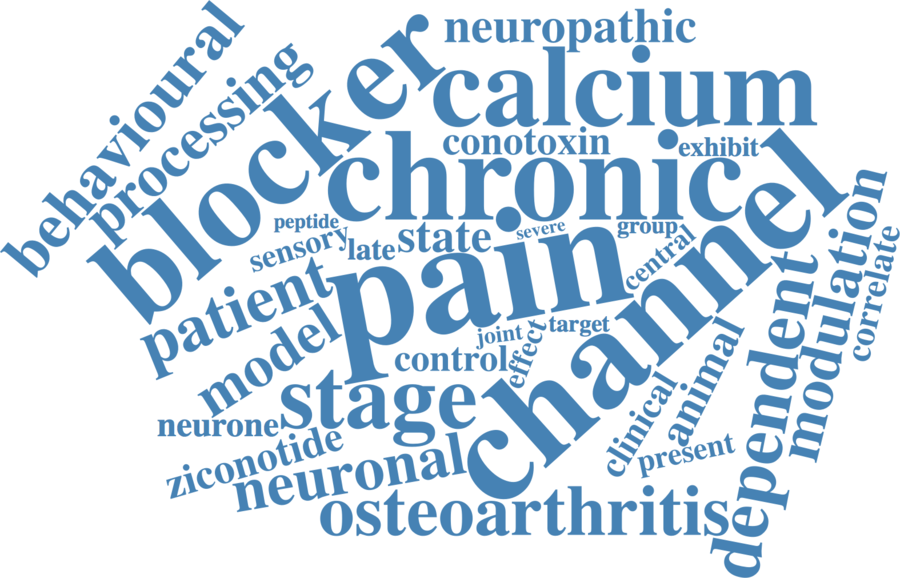 neuropathic
behavioural
calcium
processing
blocker
conotoxin
exhibit
chronic
channel
peptide
severe
group
sensory
late
state
pain
central
modulation
correlate
patient
model
joint
target
effect
control
dependent
stage
animal
clinical
neurone
present
ziconotide
neuronal
osteoarthritis